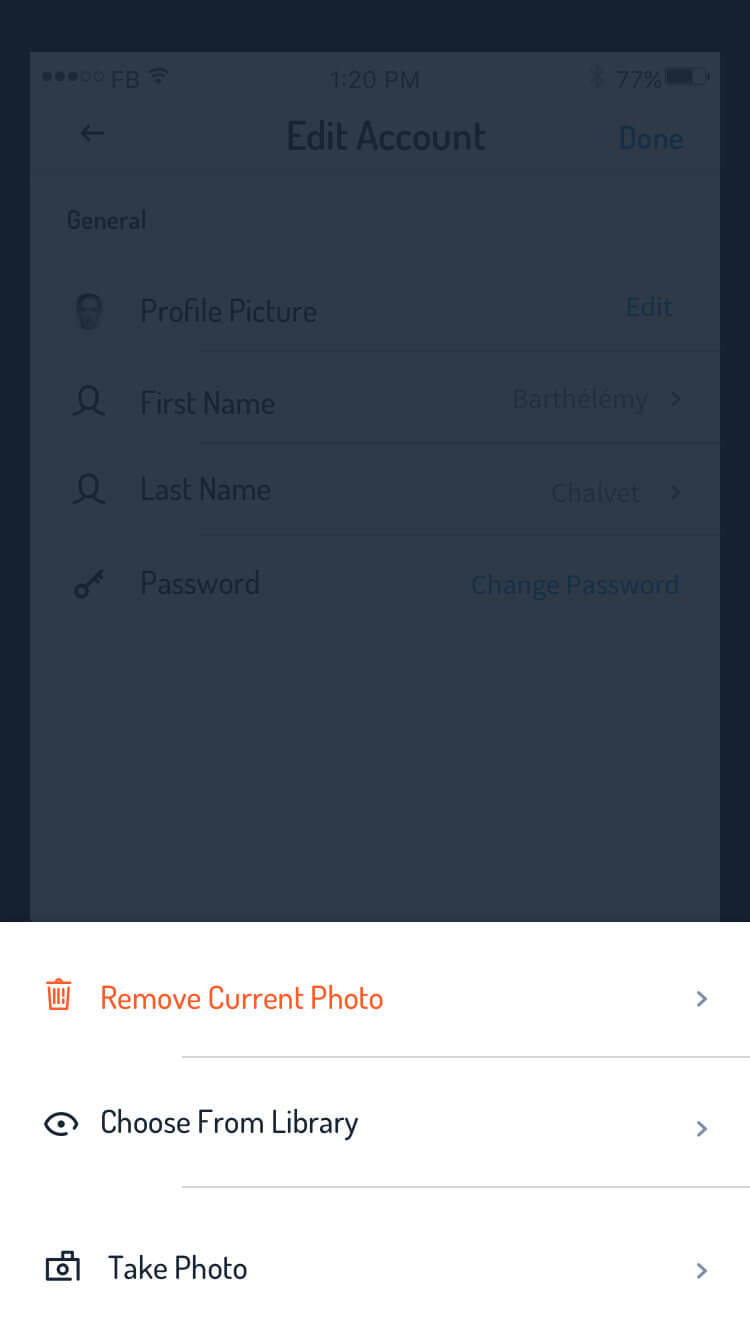 FB 1:20 PM 77%
Edit Account Done
General
Profile Picture Edit
First Name Barthélémy
Last Name Chalvet
Password Change Password
Remove Current Photo
Choose From Library
Take Photo